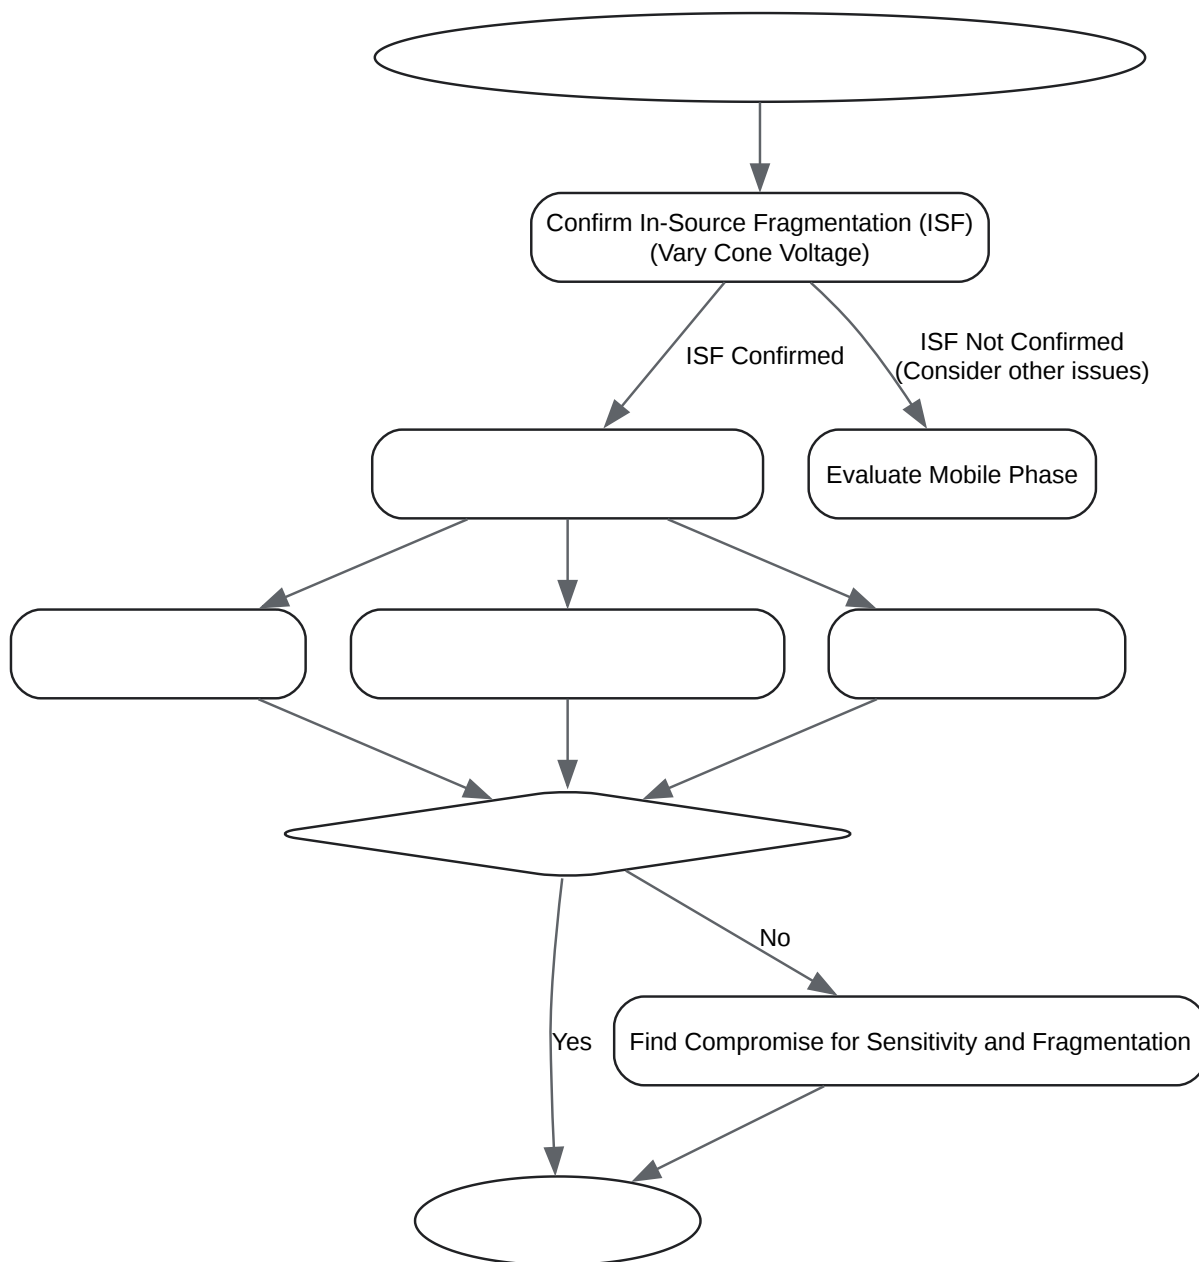 Confirm In-Source Fragmentation (ISF)
(Vary Cone Voltage)
ISF Confirmed
ISF Not Confirmed
(Consider other issues)
Evaluate Mobile Phase
No
Yes
Find Compromise for Sensitivity and Fragmentation